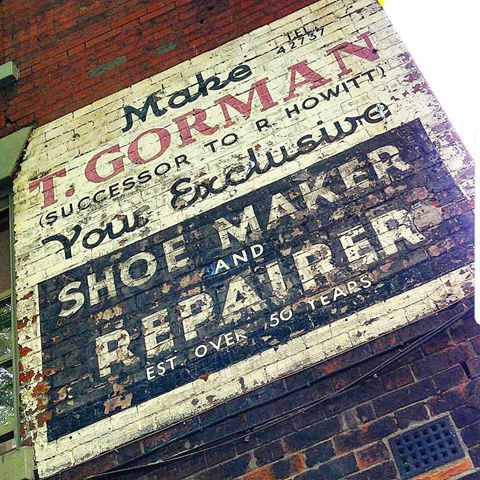 TEL. 42737
Make
T. GORMAN
(SUCCESSOR TO R HOWITT)
Your Exclusive
SHOE MAKER
AND
REPAIRER
EST. OVER 50 YEARS